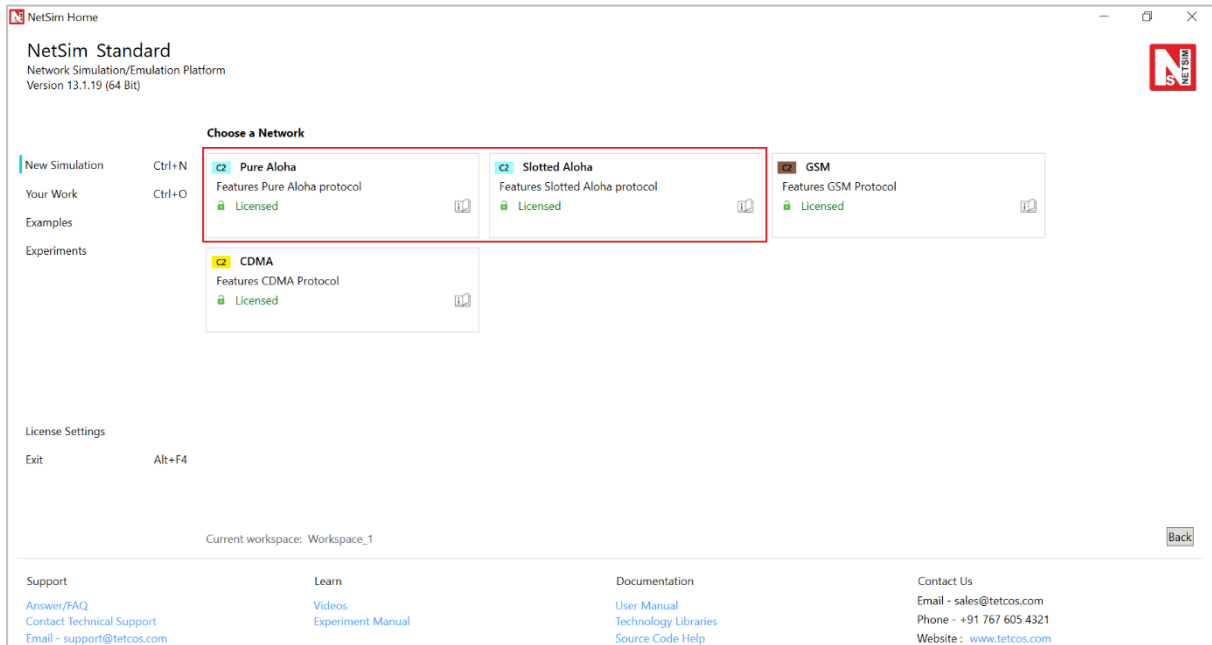 NetSim Home
NetSim Standard
Network Simulation/Emulation Platform
Version 13.1.19 (64 Bit)
NS
NETSIM
Choose a Network
New Simulation Ctrl+N
Your Work Ctrl+O
Examples
Experiments
C2 Pure Aloha
Features Pure Aloha protocol
Licensed
C2 Slotted Aloha
Features Slotted Aloha protocol
Licensed
C2 GSM
Features GSM Protocol
Licensed
C2 CDMA
Features CDMA Protocol
Licensed
License Settings
Exit Alt+F4
Current workspace: Workspace_1
Back
Support
Answer/FAQ
Contact Technical Support
Email - support@tetcos.com
Learn
Videos
Experiment Manual
Documentation
User Manual
Technology Libraries
Source Code Help
Contact Us
Email - sales@tetcos.com
Phone - +91 767 605 4321
Website : www.tetcos.com